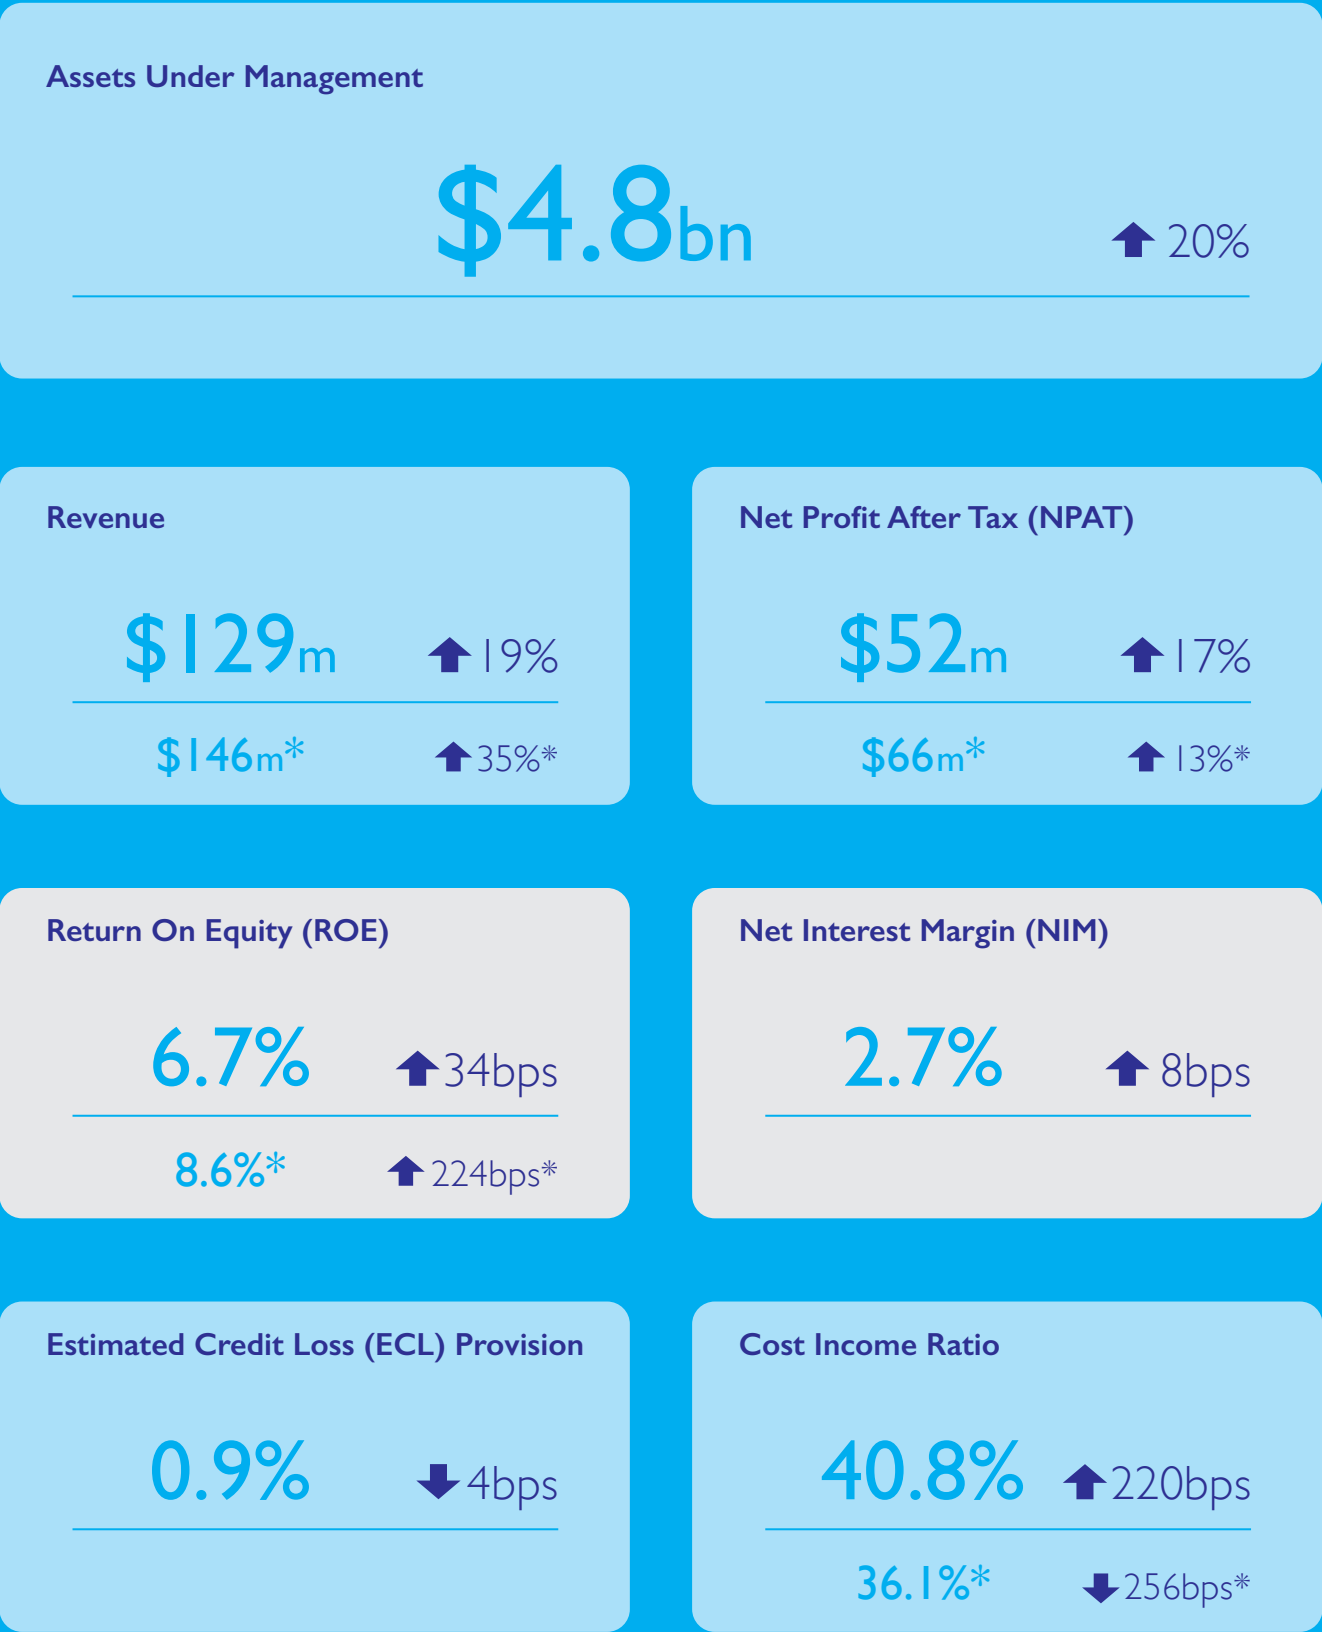 Assets Under Management
$4.8bn 20%
Revenue
$129m 19%
$146m* 35%*
Net Profit After Tax (NPAT)
$52m 17%
$66m* 13%*
Return On Equity (ROE)
6.7% 34bps
8.6%* 224bps*
Net Interest Margin (NIM)
2.7% 8bps
Estimated Credit Loss (ECL) Provision
0.9% 4bps
Cost Income Ratio
40.8% 220bps
36.1%* 256bps*